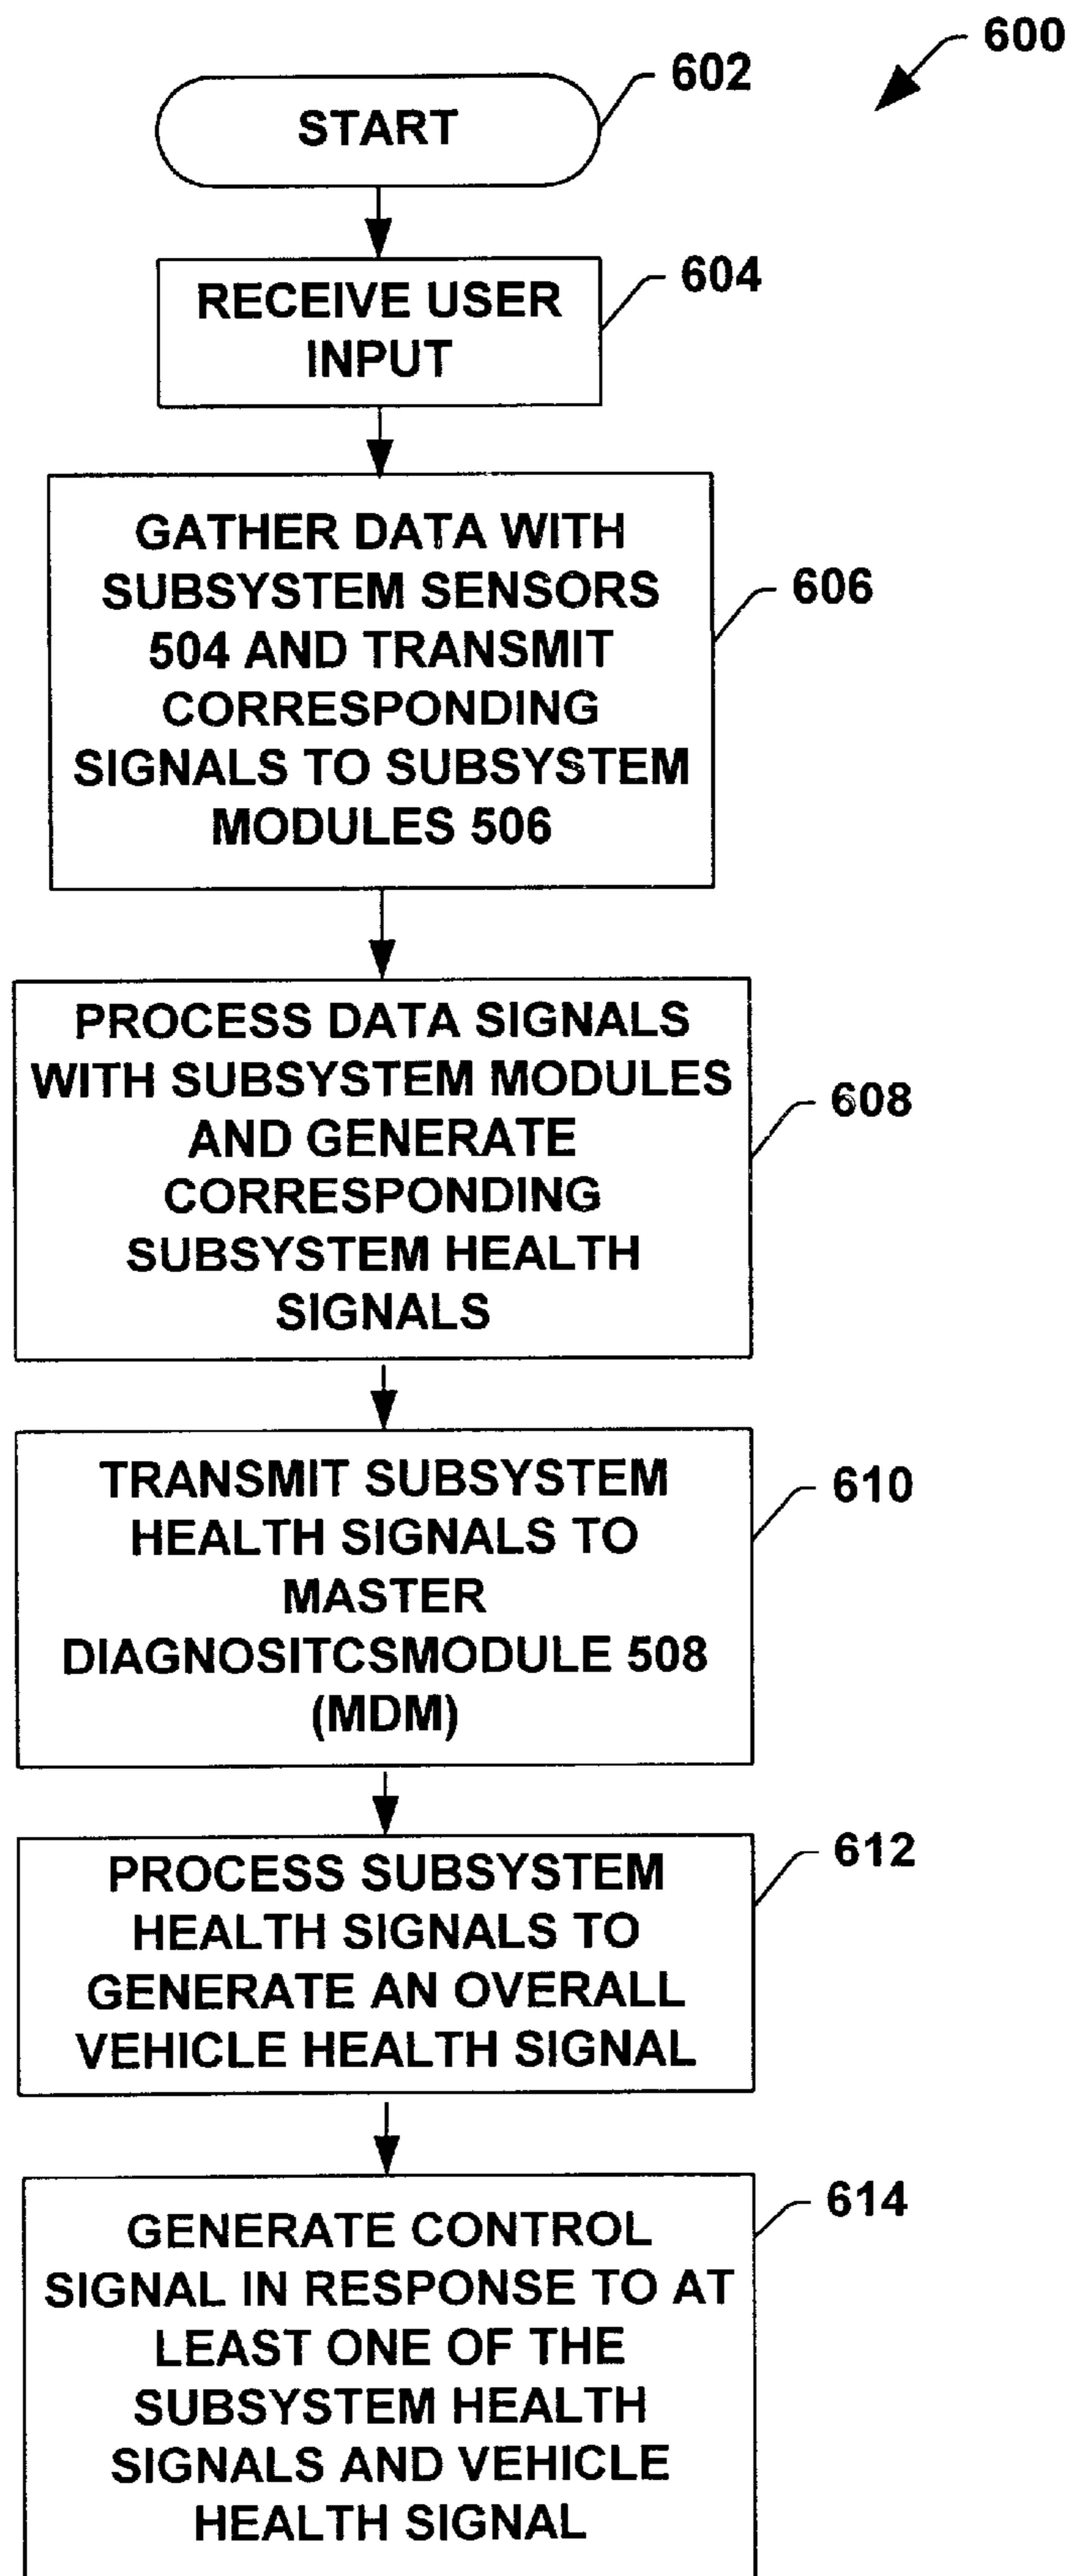 600
602
START
604
RECEIVE USER
INPUT
606
GATHER DATA WITH
SUBSYSTEM SENSORS
504 AND TRANSMIT
CORRESPONDING
SIGNALS TO SUBSYSTEM
MODULES 506
608
PROCESS DATA SIGNALS
WITH SUBSYSTEM MODULES
AND GENERATE
CORRESPONDING
SUBSYSTEM HEALTH
SIGNALS
610
TRANSMIT SUBSYSTEM
HEALTH SIGNALS TO
MASTER
DIAGNOSITCSMODULE 508
(MDM)
612
PROCESS SUBSYSTEM
HEALTH SIGNALS TO
GENERATE AN OVERALL
VEHICLE HEALTH SIGNAL
614
GENERATE CONTROL
SIGNAL IN RESPONSE TO AT
LEAST ONE OF THE
SUBSYSTEM HEALTH
SIGNALS AND VEHICLE
HEALTH SIGNAL